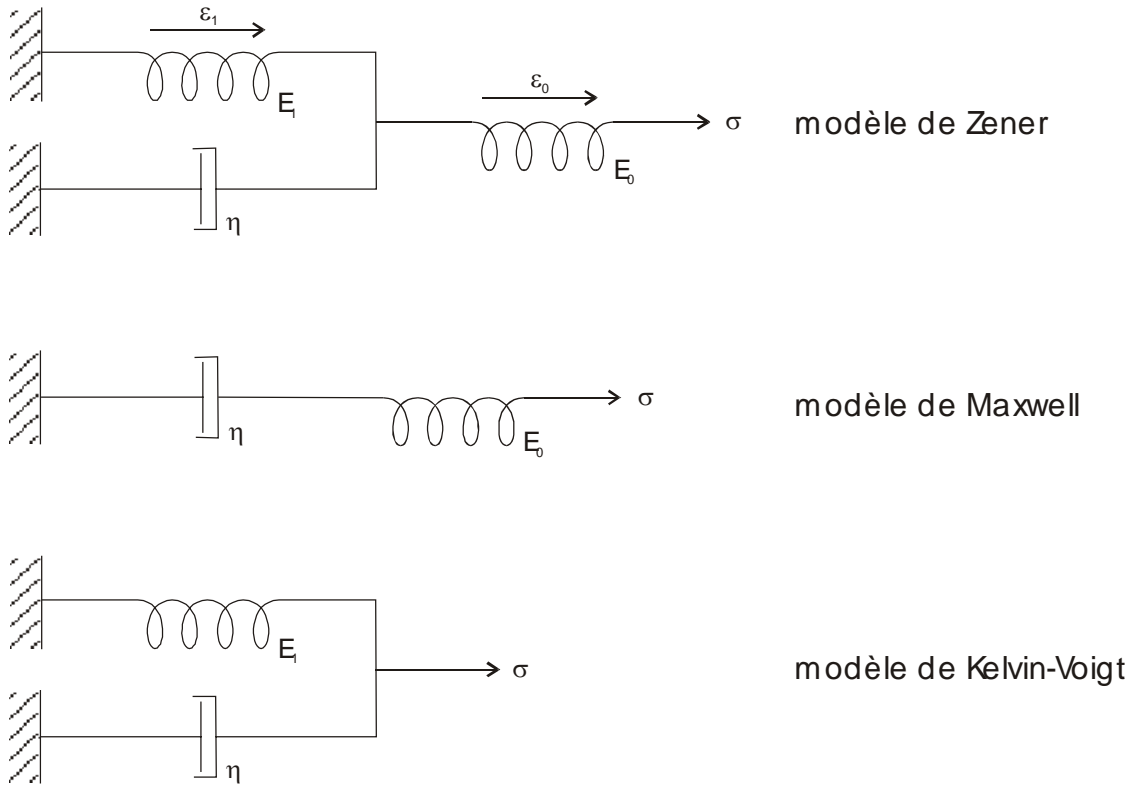 ε₁
E₁
ε₀
E₀
σ
modèle de Zener
η
η
E₀
σ
modèle de Maxwell
E₁
σ
modèle de Kelvin-Voigt
η